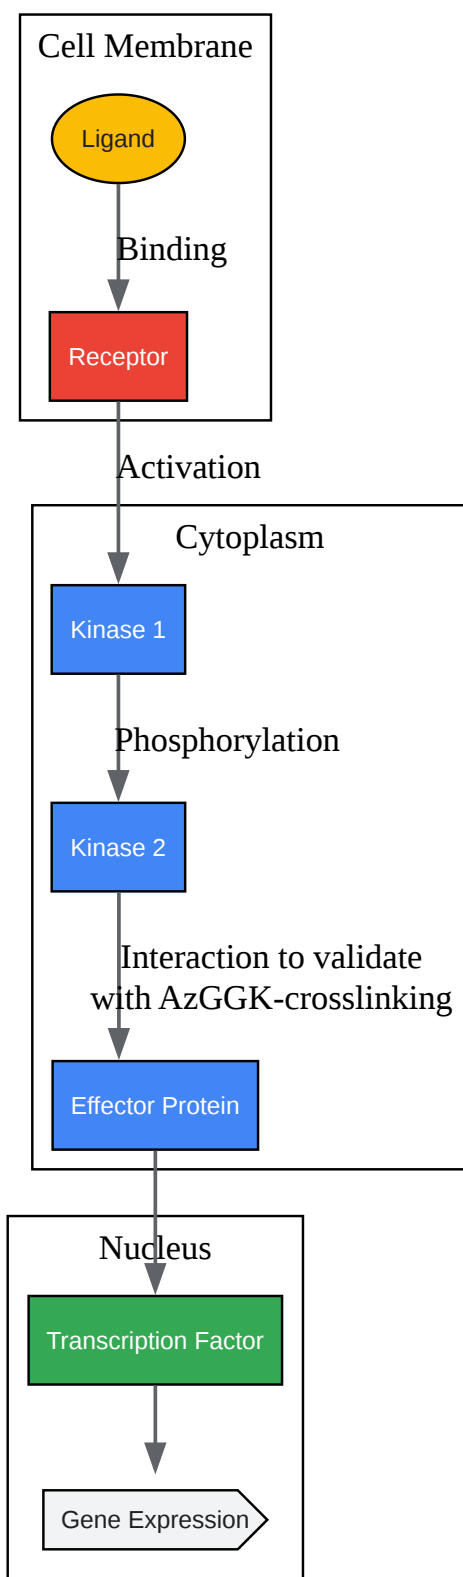 Cell Membrane
Ligand
Binding
Receptor
Activation
Cytoplasm
Kinase 1
Phosphorylation
Kinase 2
Interaction to validate
with AzGGK-crosslinking
Effector Protein
Nucleus
Transcription Factor
Gene Expression